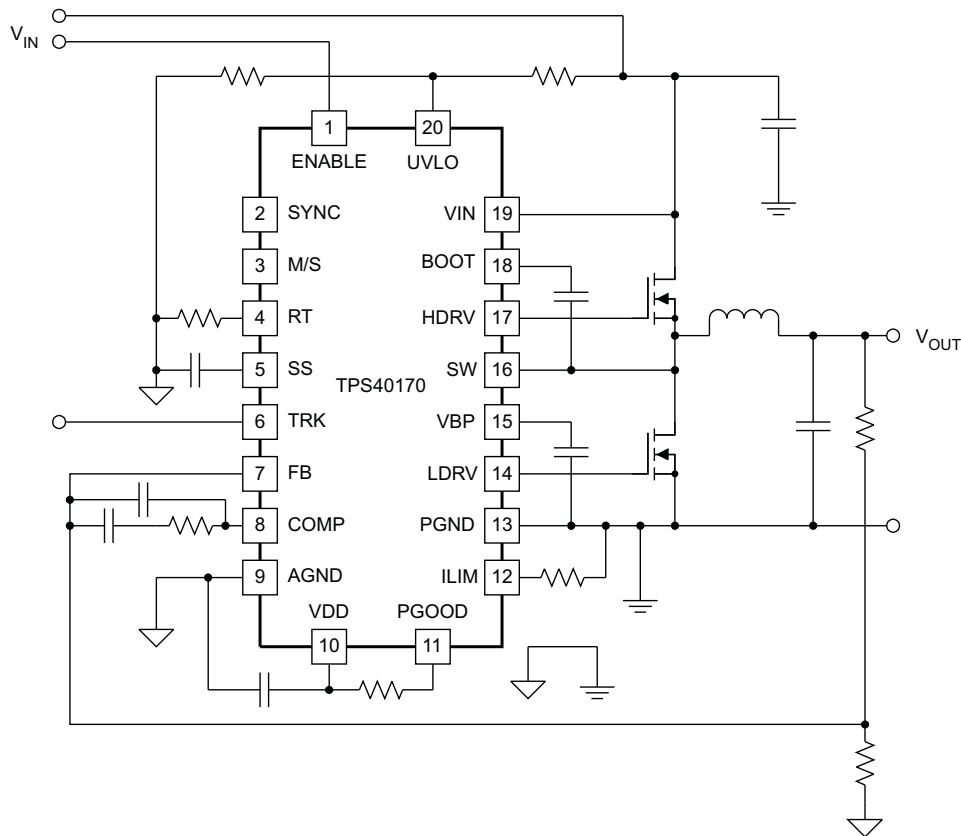 V_IN
1
20
ENABLE
UVLO
2
SYNC
VIN
19
3
M/S
BOOT
18
4
RT
HDRV
17
V_OUT
5
SS
SW
16
TPS40170
6
TRK
VBP
15
7
FB
LDRV
14
8
COMP
PGND
13
9
AGND
ILIM
12
VDD
PGOOD
10
11